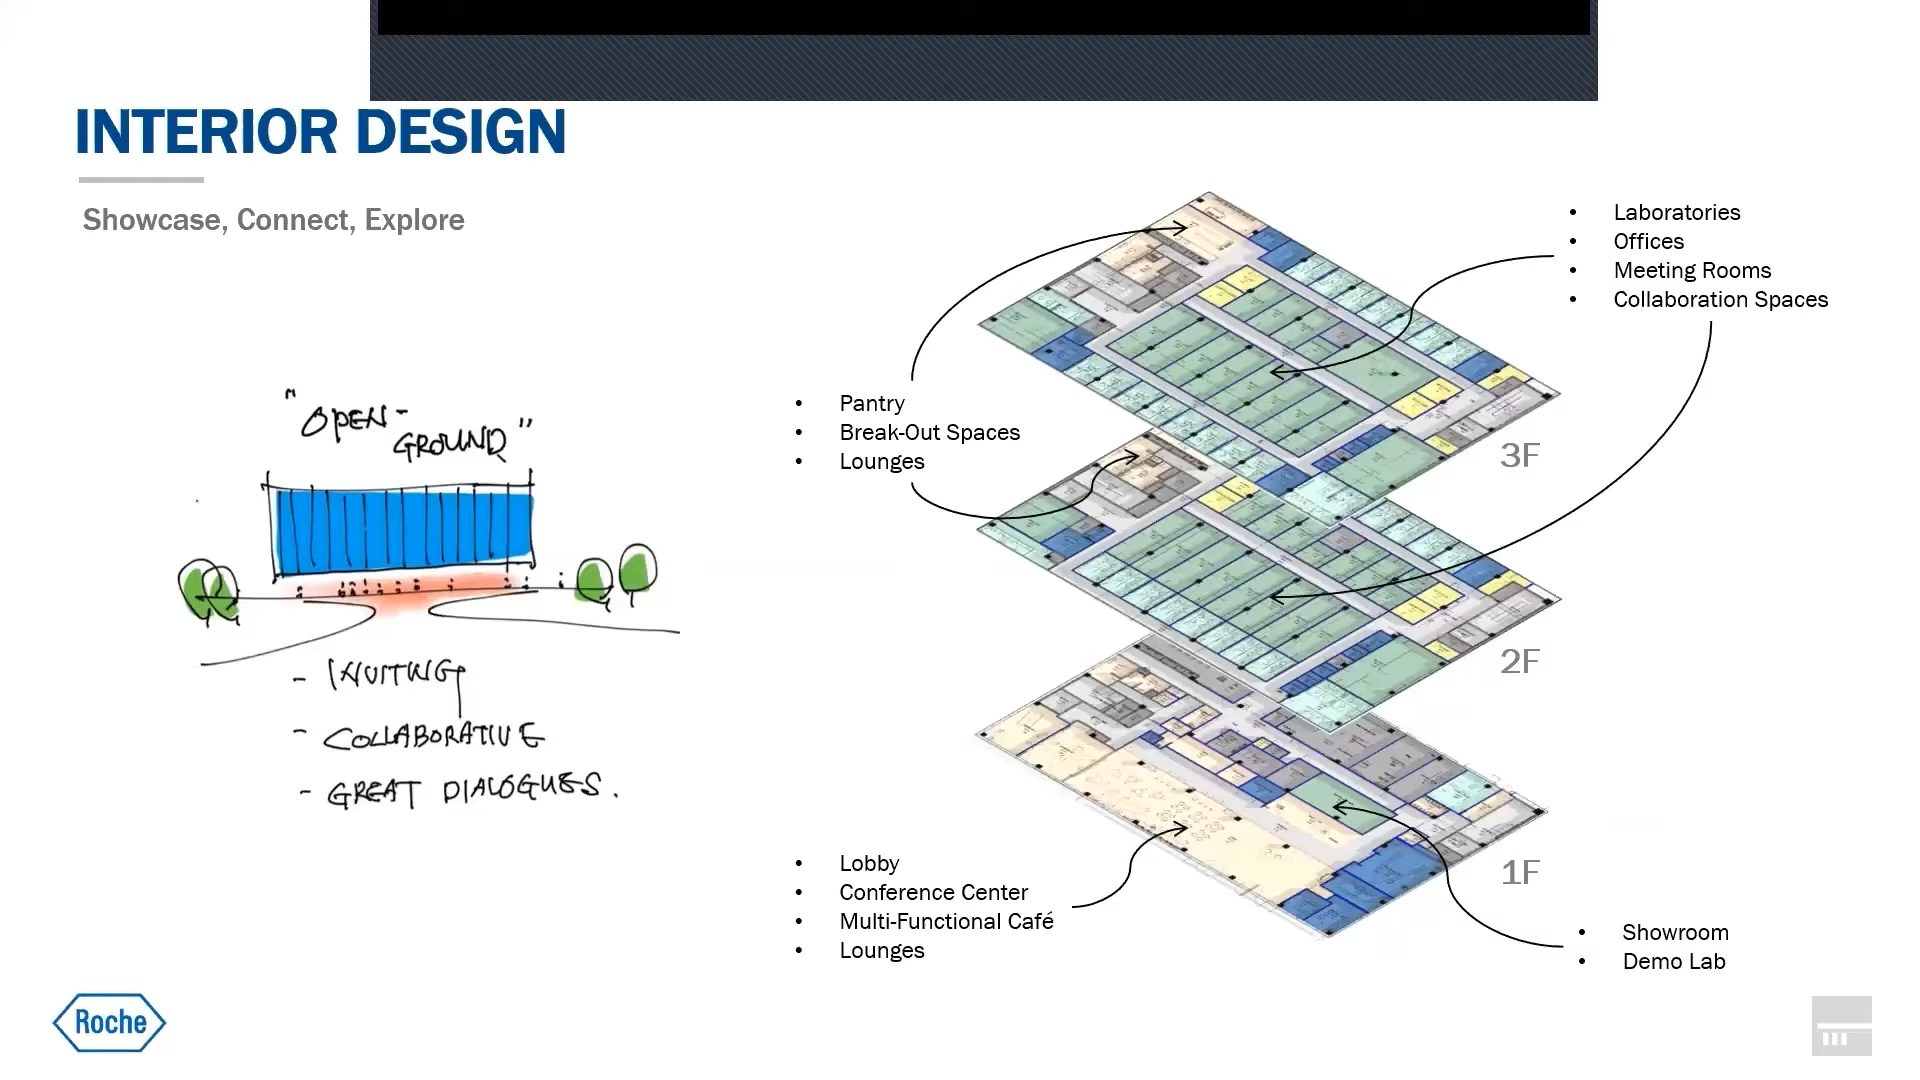 INTERIOR DESIGN
Showcase, Connect, Explore
"OPEN-
GROUND"
- INVITING
- COLLABORATIVE
- GREAT DIALOGUES.
• Pantry
• Break-Out Spaces
• Lounges
• Laboratories
• Offices
• Meeting Rooms
• Collaboration Spaces
3F
2F
1F
• Lobby
• Conference Center
• Multi-Functional Café
• Lounges
• Showroom
• Demo Lab
Roche